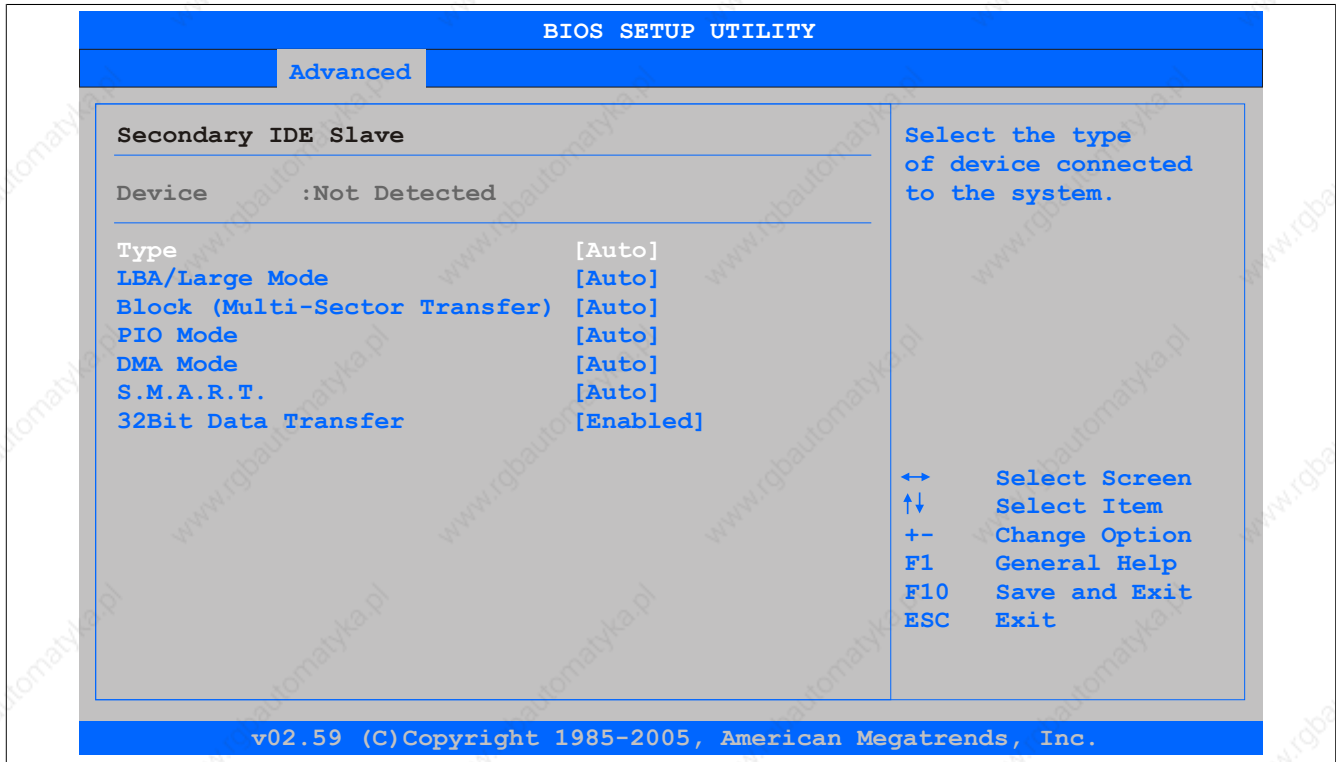 BIOS SETUP UTILITY
Advanced
Secondary IDE Slave
Device :Not Detected
Type [Auto]
LBA/Large Mode [Auto]
Block (Multi-Sector Transfer) [Auto]
PIO Mode [Auto]
DMA Mode [Auto]
S.M.A.R.T. [Auto]
32Bit Data Transfer [Enabled]
Select the type
of device connected
to the system.
↔ Select Screen
↑↓ Select Item
+- Change Option
F1 General Help
F10 Save and Exit
ESC Exit
v02.59 (C)Copyright 1985-2005, American Megatrends, Inc.
www.rgbautomatyka.pl